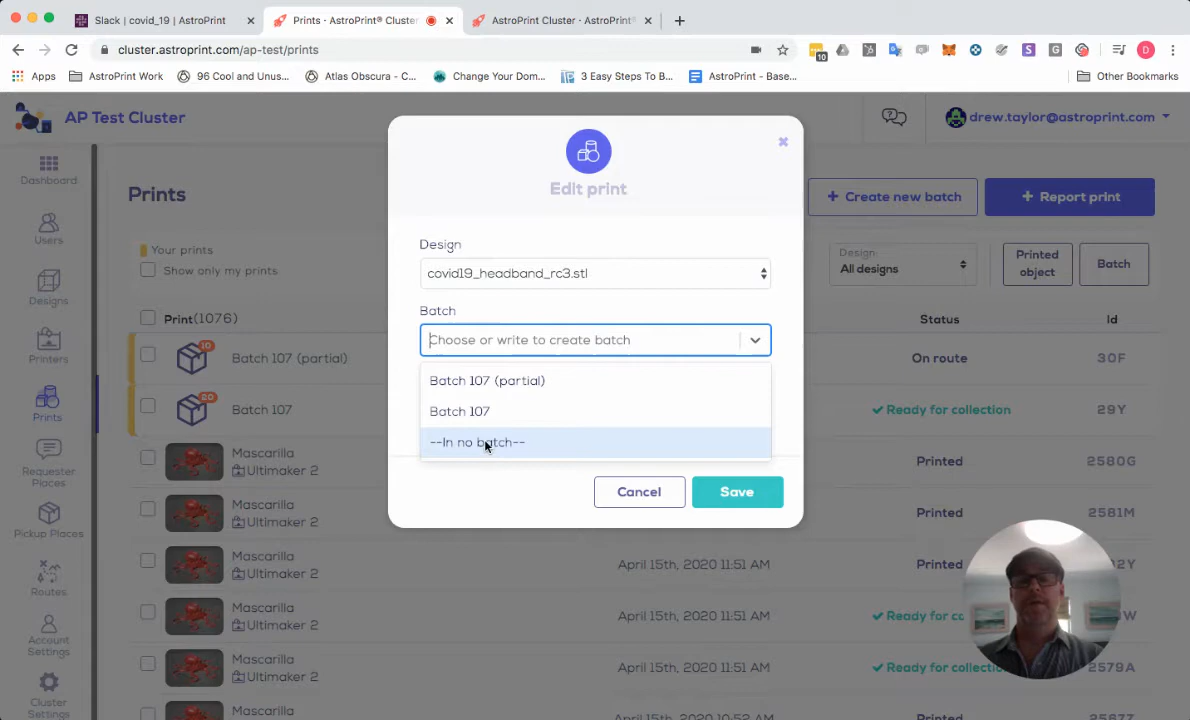 Slack | covid_19 | AstroPrint
Prints - AstroPrint® Cluster
AstroPrint Cluster - AstroPrint®
cluster.astroprint.com/ap-test/prints
10
S
G
D
Apps
AstroPrint Work
96 Cool and Unus...
Atlas Obscura - C...
Change Your Dom...
3 Easy Steps To B...
AstroPrint - Base...
Other Bookmarks
AP Test Cluster
drew.taylor@astroprint.com
Dashboard
Users
Designs
Printers
Prints
Requester
Places
Pickup Places
Routes
Account
Settings
Cluster
Settings
Prints
+ Create new batch
+ Report print
Your prints
Show only my prints
Design:
All designs
Printed
object
Batch
Print(1076)
Status
Id
10
Batch 107 (partial)
On route
30F
20
Batch 107
Ready for collection
29Y
Mascarilla
Ultimaker 2
Printed
2580G
Mascarilla
Ultimaker 2
Printed
2581M
Mascarilla
Ultimaker 2
April 15th, 2020 11:51 AM
Printed
Mascarilla
Ultimaker 2
April 15th, 2020 11:51 AM
Ready for co
Mascarilla
Ultimaker 2
April 15th, 2020 11:51 AM
Ready for collection
2579A
Mascarilla
April 15th, 2020 10:52 AM
Edit print
Design
covid19_headband_rc3.stl
Batch
Choose or write to create batch
Batch 107 (partial)
Batch 107
--In no batch--
Cancel
Save